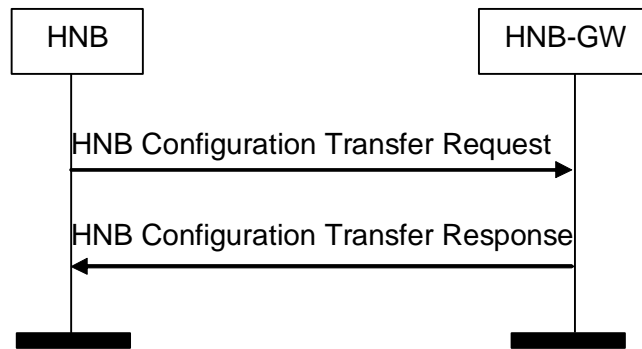 HNB
HNB-GW
HNB Configuration Transfer Request
HNB Configuration Transfer Response